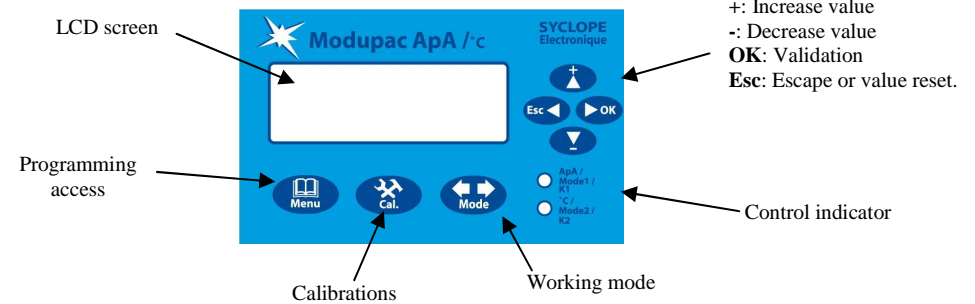 +: Increase value
-: Decrease value
OK: Validation
Esc: Escape or value reset.
LCD screen
Modupac ApA /°c
SYCLOPE
Electronique
+
Esc
OK
-
Programming
access
Menu
Cal.
Mode
ApA /
Mode1 /
K1
°C /
Mode2 /
K2
Control indicator
Calibrations
Working mode